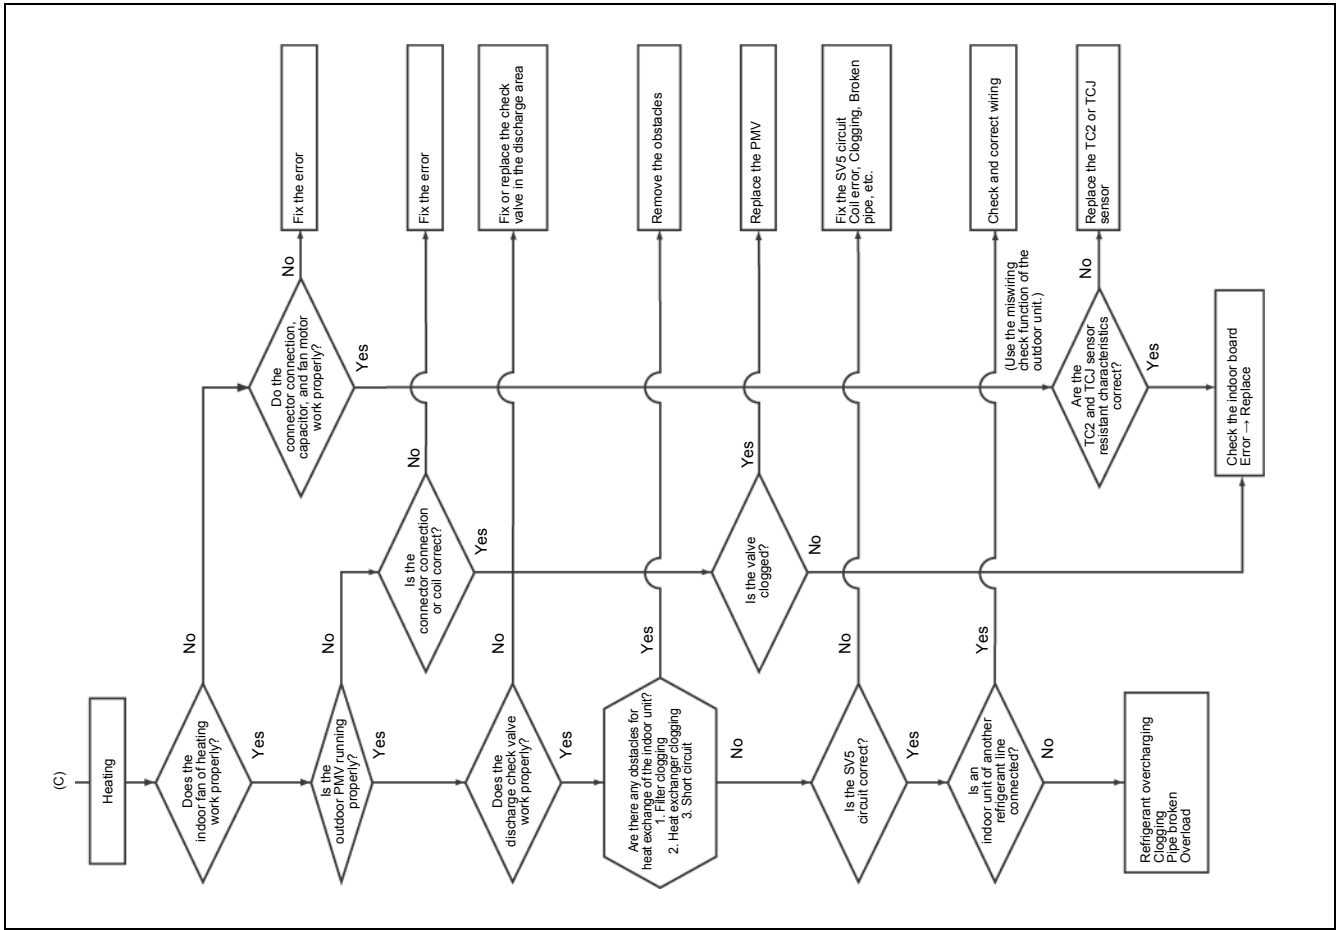 (C)
Heating
Does the
indoor fan of heating
work properly?
No
Yes
Do the
connector connection,
capacitor, and fan motor
work properly?
No
Yes
Fix the error
Is the
outdoor PMV running
properly?
No
Yes
Is the
connector connection
or coil correct?
No
Yes
Fix the error
Does the
discharge check valve
work properly?
No
Yes
Fix or replace the check
valve in the discharge area
Are there any obstacles for
heat exchange of the indoor unit?
1. Filter clogging
2. Heat exchanger clogging
3. Short circuit
Yes
No
Remove the obstacles
Is the valve
clogged?
Yes
No
Replace the PMV
Is the SV5
circuit correct?
No
Yes
Fix the SV5 circuit
Coil error, Clogging, Broken
pipe, etc.
Is an
indoor unit of another
refrigerant line
connected?
Yes
No
(Use the miswiring
check function of the
outdoor unit.)
Check and correct wiring
Are the
TC2 and TCJ sensor
resistant characteristics
correct?
No
Yes
Replace the TC2 or TCJ
sensor
Refrigerant overcharging
Clogging
Pipe broken
Overload
Check the indoor board
Error → Replace